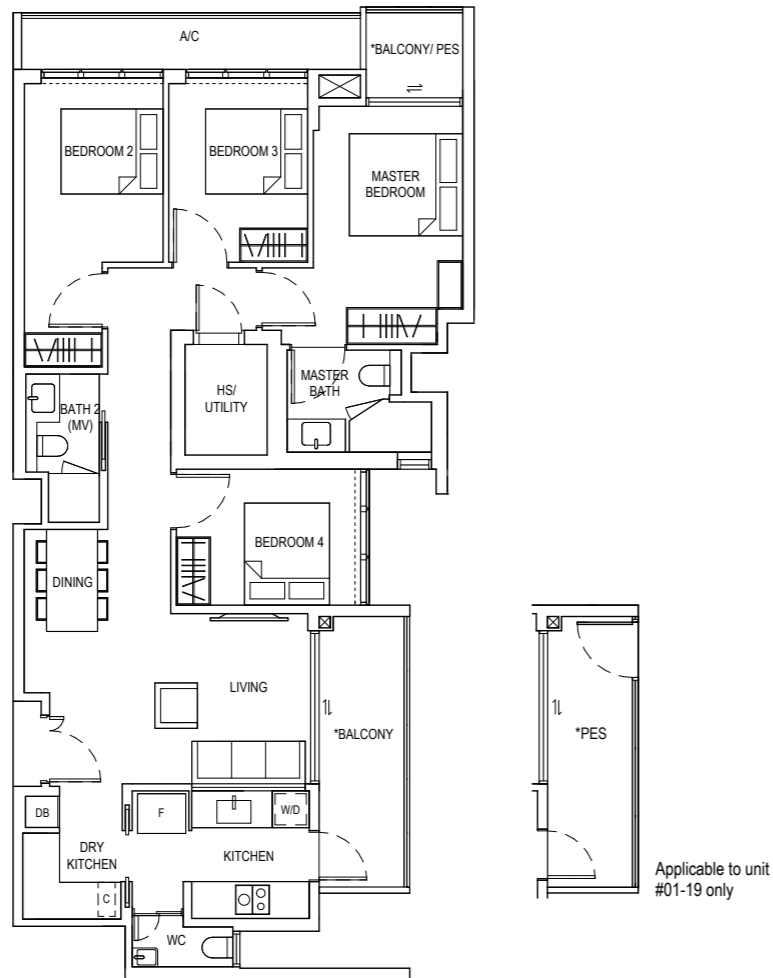 A/C
*BALCONY/ PES
BEDROOM 2
BEDROOM 3
MASTER
BEDROOM
HS/
UTILITY
MASTER
BATH
BATH 2
(MV)
BEDROOM 4
DINING
LIVING
*BALCONY
*PES
DB
F
W/D
DRY
KITCHEN
KITCHEN
C
WC
Applicable to unit
#01-19 only